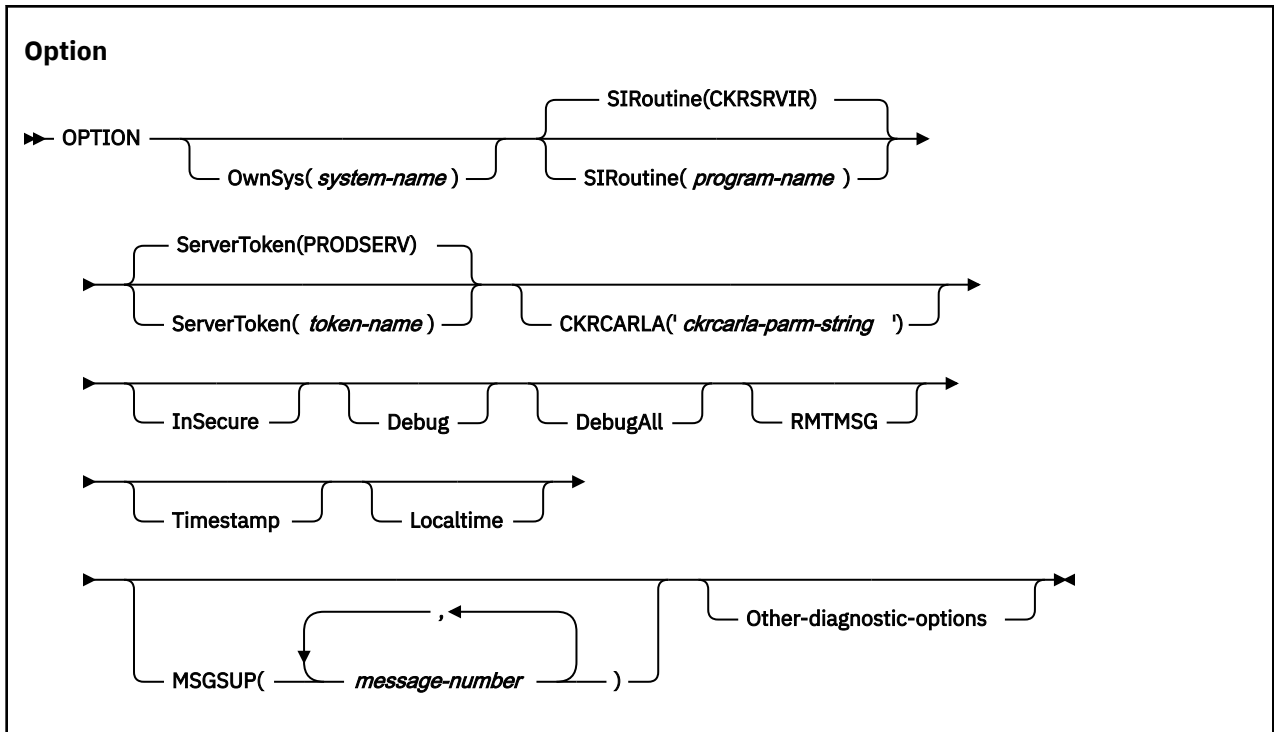 Option
SIRoutine(CKRSRVIR)
OPTION
OwnSys( system-name )
SIRoutine( program-name )
ServerToken(PRODSERV)
ServerToken( token-name )
CKRCARLA(' ckrcarla-parm-string ')
InSecure
Debug
DebugAll
RMTMSG
Timestamp
Localtime
,
Other-diagnostic-options
MSGSUP( message-number )